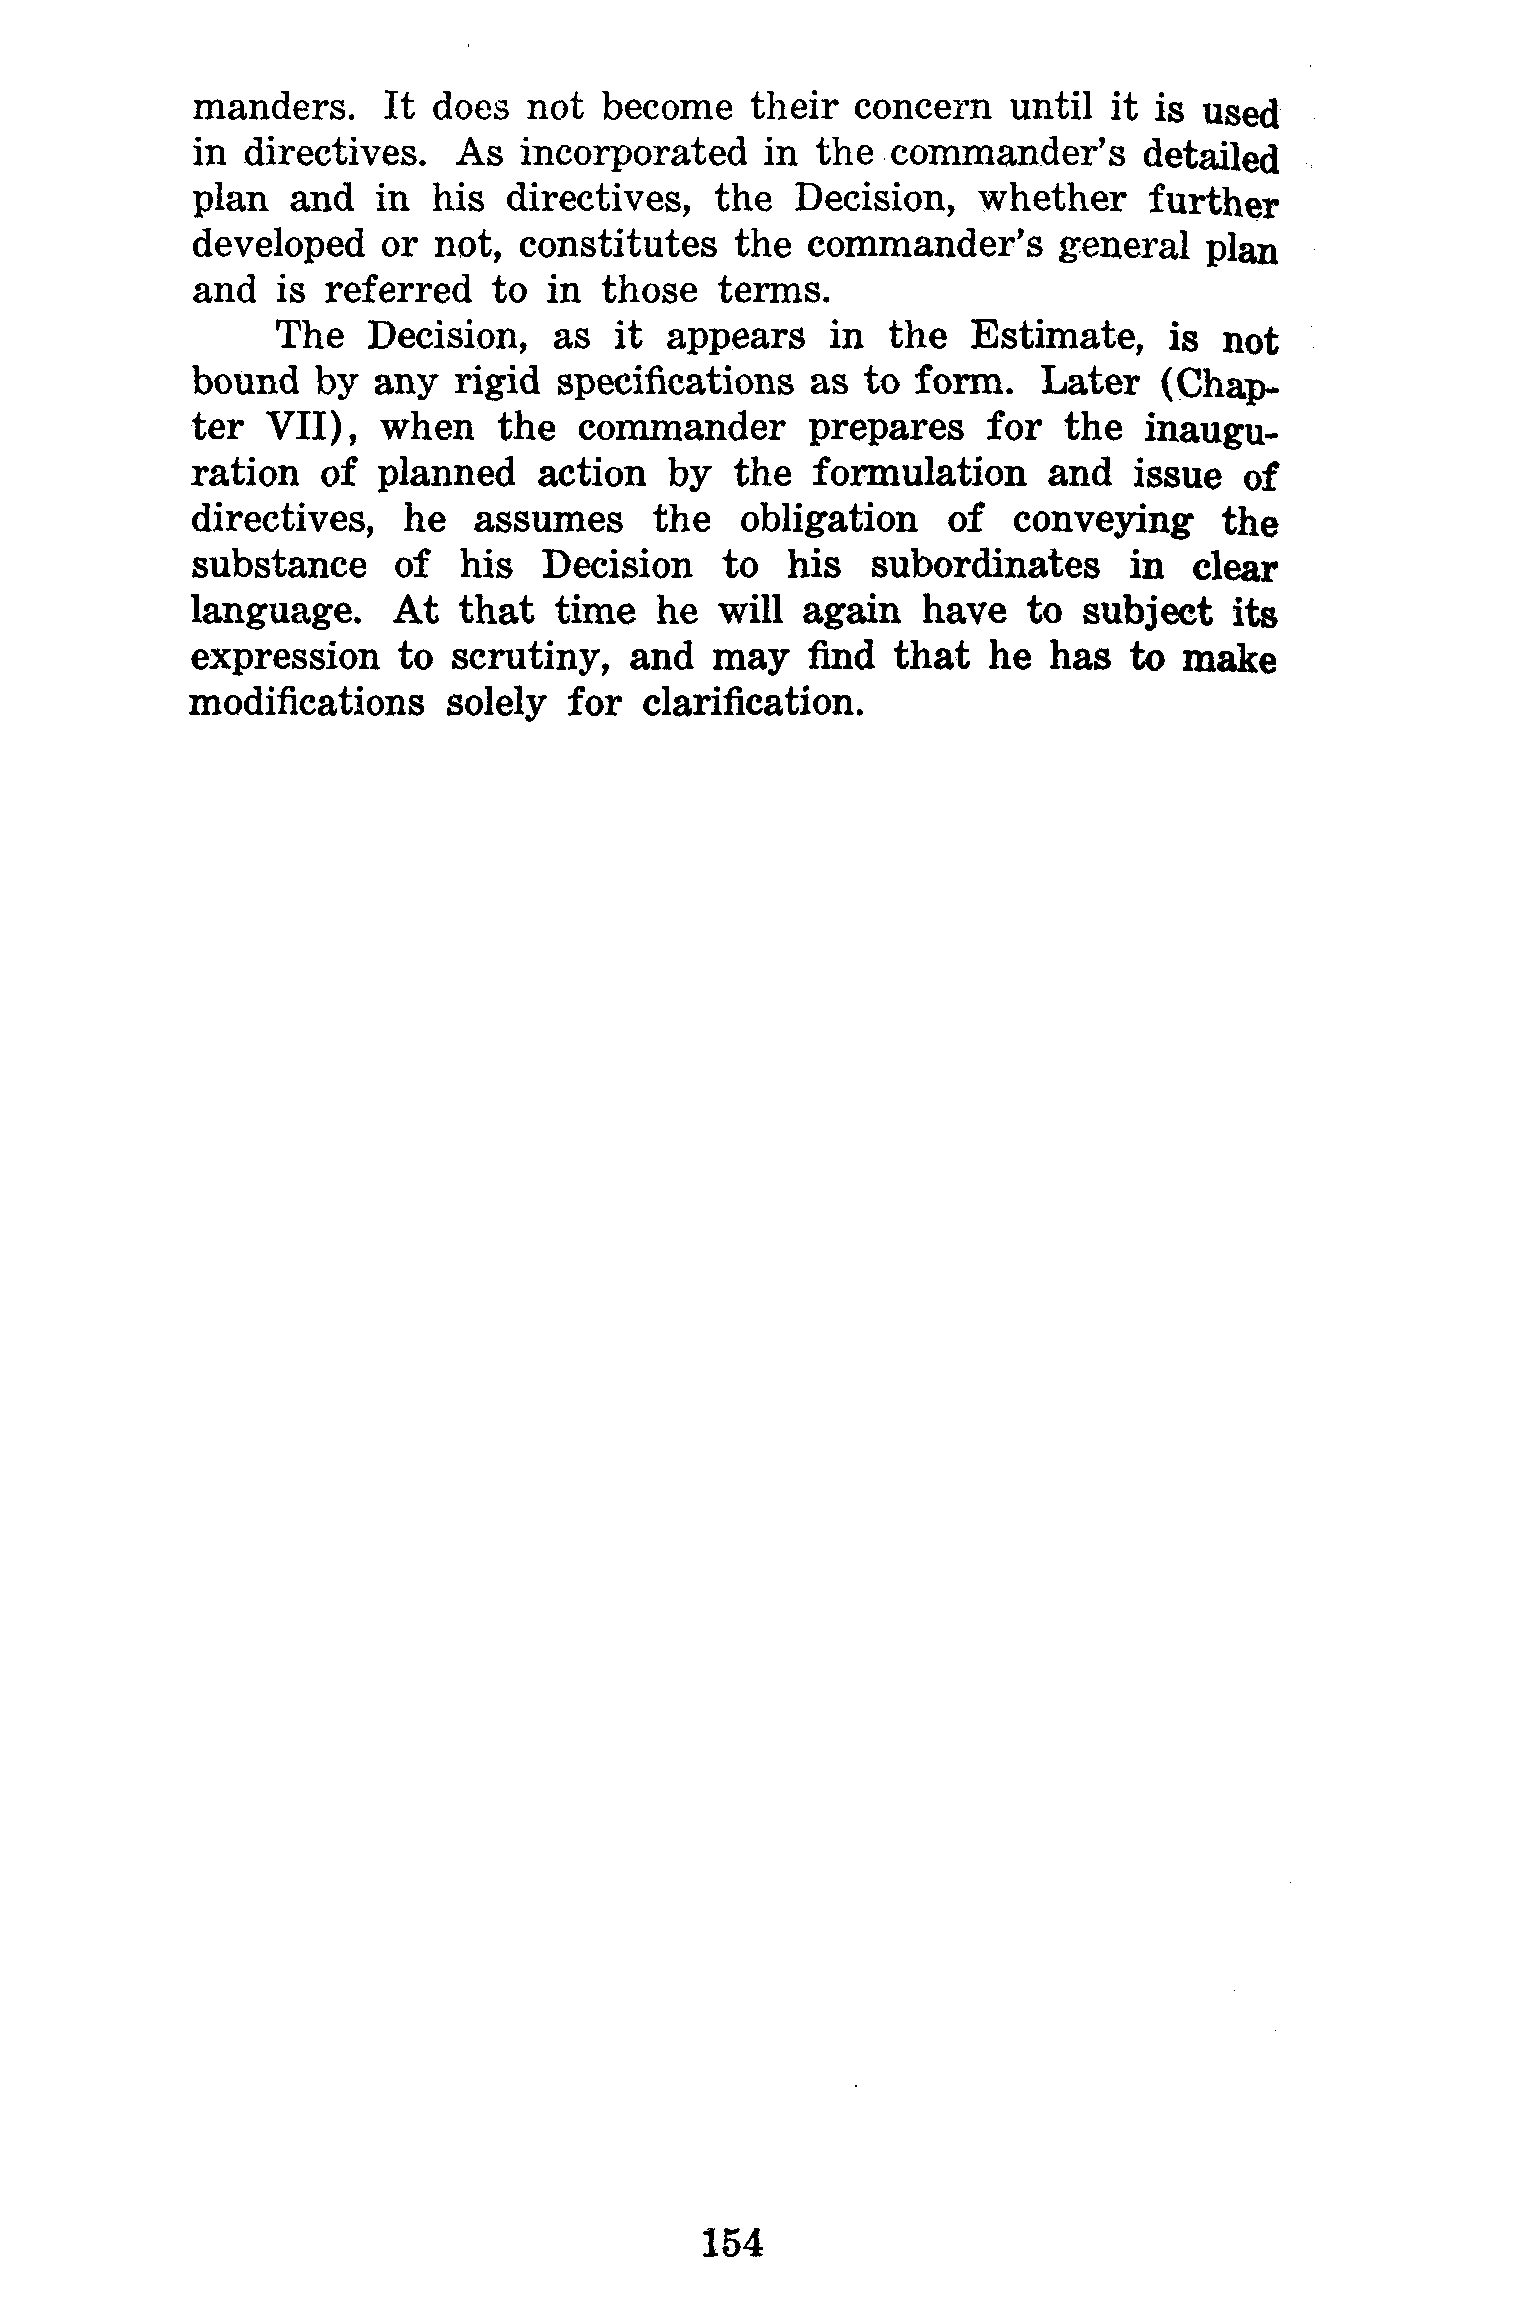 manders. It does not become their concern until it is used
in directives. As incorporated in the commander's detailed
plan and in his directives, the Decision, whether further
developed or not, constitutes the commander's general plan
and is referred to in those terms.
The Decision, as it appears in the Estimate, is not
bound by any rigid specifications as to form. Later (Chap-
ter VII), when the commander prepares for the inaugu-
ration of planned action by the formulation and issue of
directives, he assumes the obligation of conveying the
substance of his Decision to his subordinates in clear
language. At that time he will again have to subject its
expression to scrutiny, and may find that he has to make
modifications solely for clarification.
154